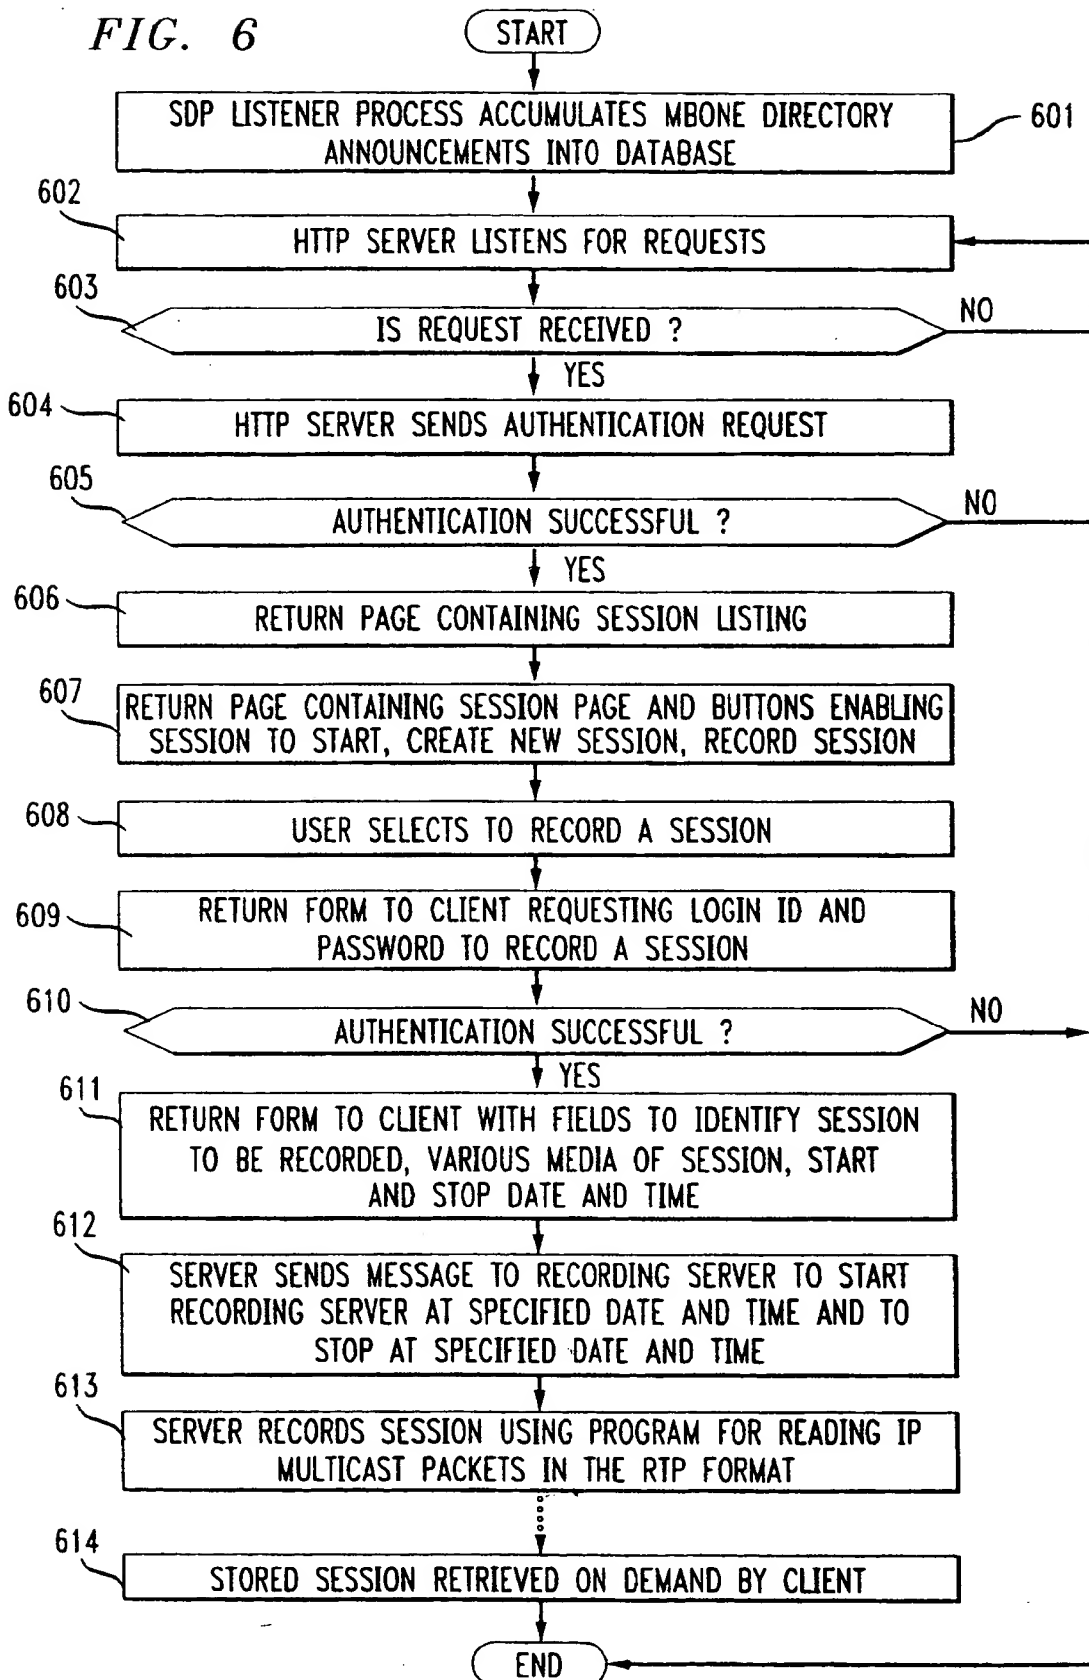 FIG. 6
START
SDP LISTENER PROCESS ACCUMULATES MBONE DIRECTORY
ANNOUNCEMENTS INTO DATABASE
601
602
HTTP SERVER LISTENS FOR REQUESTS
603
IS REQUEST RECEIVED ?
NO
YES
604
HTTP SERVER SENDS AUTHENTICATION REQUEST
605
AUTHENTICATION SUCCESSFUL ?
NO
YES
606
RETURN PAGE CONTAINING SESSION LISTING
607
RETURN PAGE CONTAINING SESSION PAGE AND BUTTONS ENABLING
SESSION TO START, CREATE NEW SESSION, RECORD SESSION
608
USER SELECTS TO RECORD A SESSION
609
RETURN FORM TO CLIENT REQUESTING LOGIN ID AND
PASSWORD TO RECORD A SESSION
610
AUTHENTICATION SUCCESSFUL ?
NO
YES
611
RETURN FORM TO CLIENT WITH FIELDS TO IDENTIFY SESSION
TO BE RECORDED, VARIOUS MEDIA OF SESSION, START
AND STOP DATE AND TIME
612
SERVER SENDS MESSAGE TO RECORDING SERVER TO START
RECORDING SERVER AT SPECIFIED DATE AND TIME AND TO
STOP AT SPECIFIED DATE AND TIME
613
SERVER RECORDS SESSION USING PROGRAM FOR READING IP
MULTICAST PACKETS IN THE RTP FORMAT
614
STORED SESSION RETRIEVED ON DEMAND BY CLIENT
END